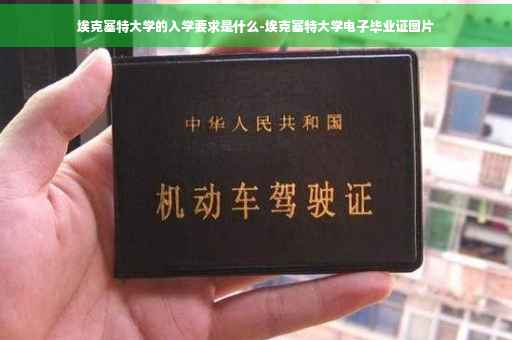 埃克塞特大学的入学要求是什么-埃克塞特大学电子毕业证图片
中华人民共和国
机动车驾驶证